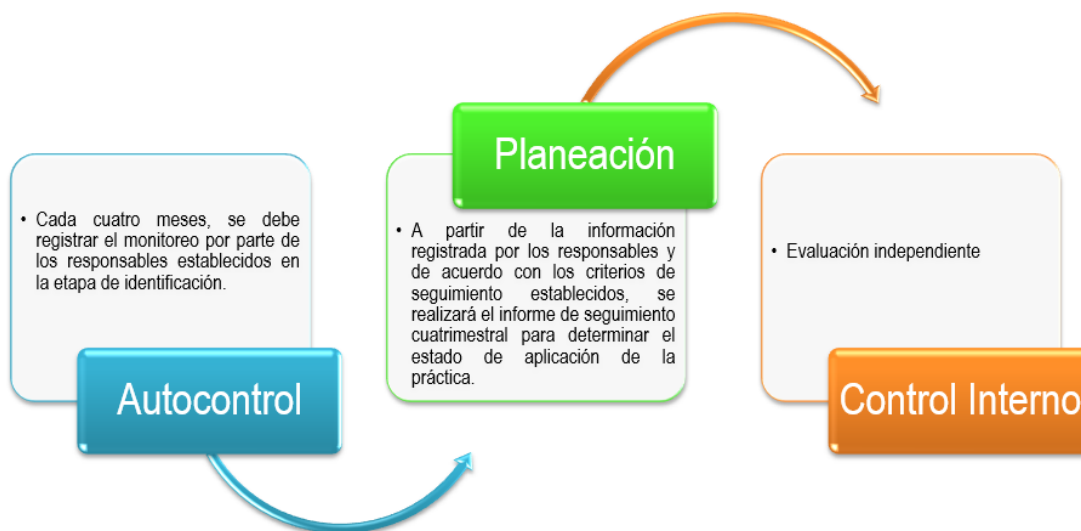 • Cada cuatro meses, se debe
registrar el monitoreo por parte de
los responsables establecidos en
la etapa de identificación.
Autocontrol
Planeación
• A partir de la información
registrada por los responsables y
de acuerdo con los criterios de
seguimiento establecidos, se
realizará el informe de seguimiento
cuatrimestral para determinar el
estado de aplicación de la
práctica.
• Evaluación independiente
Control Interno